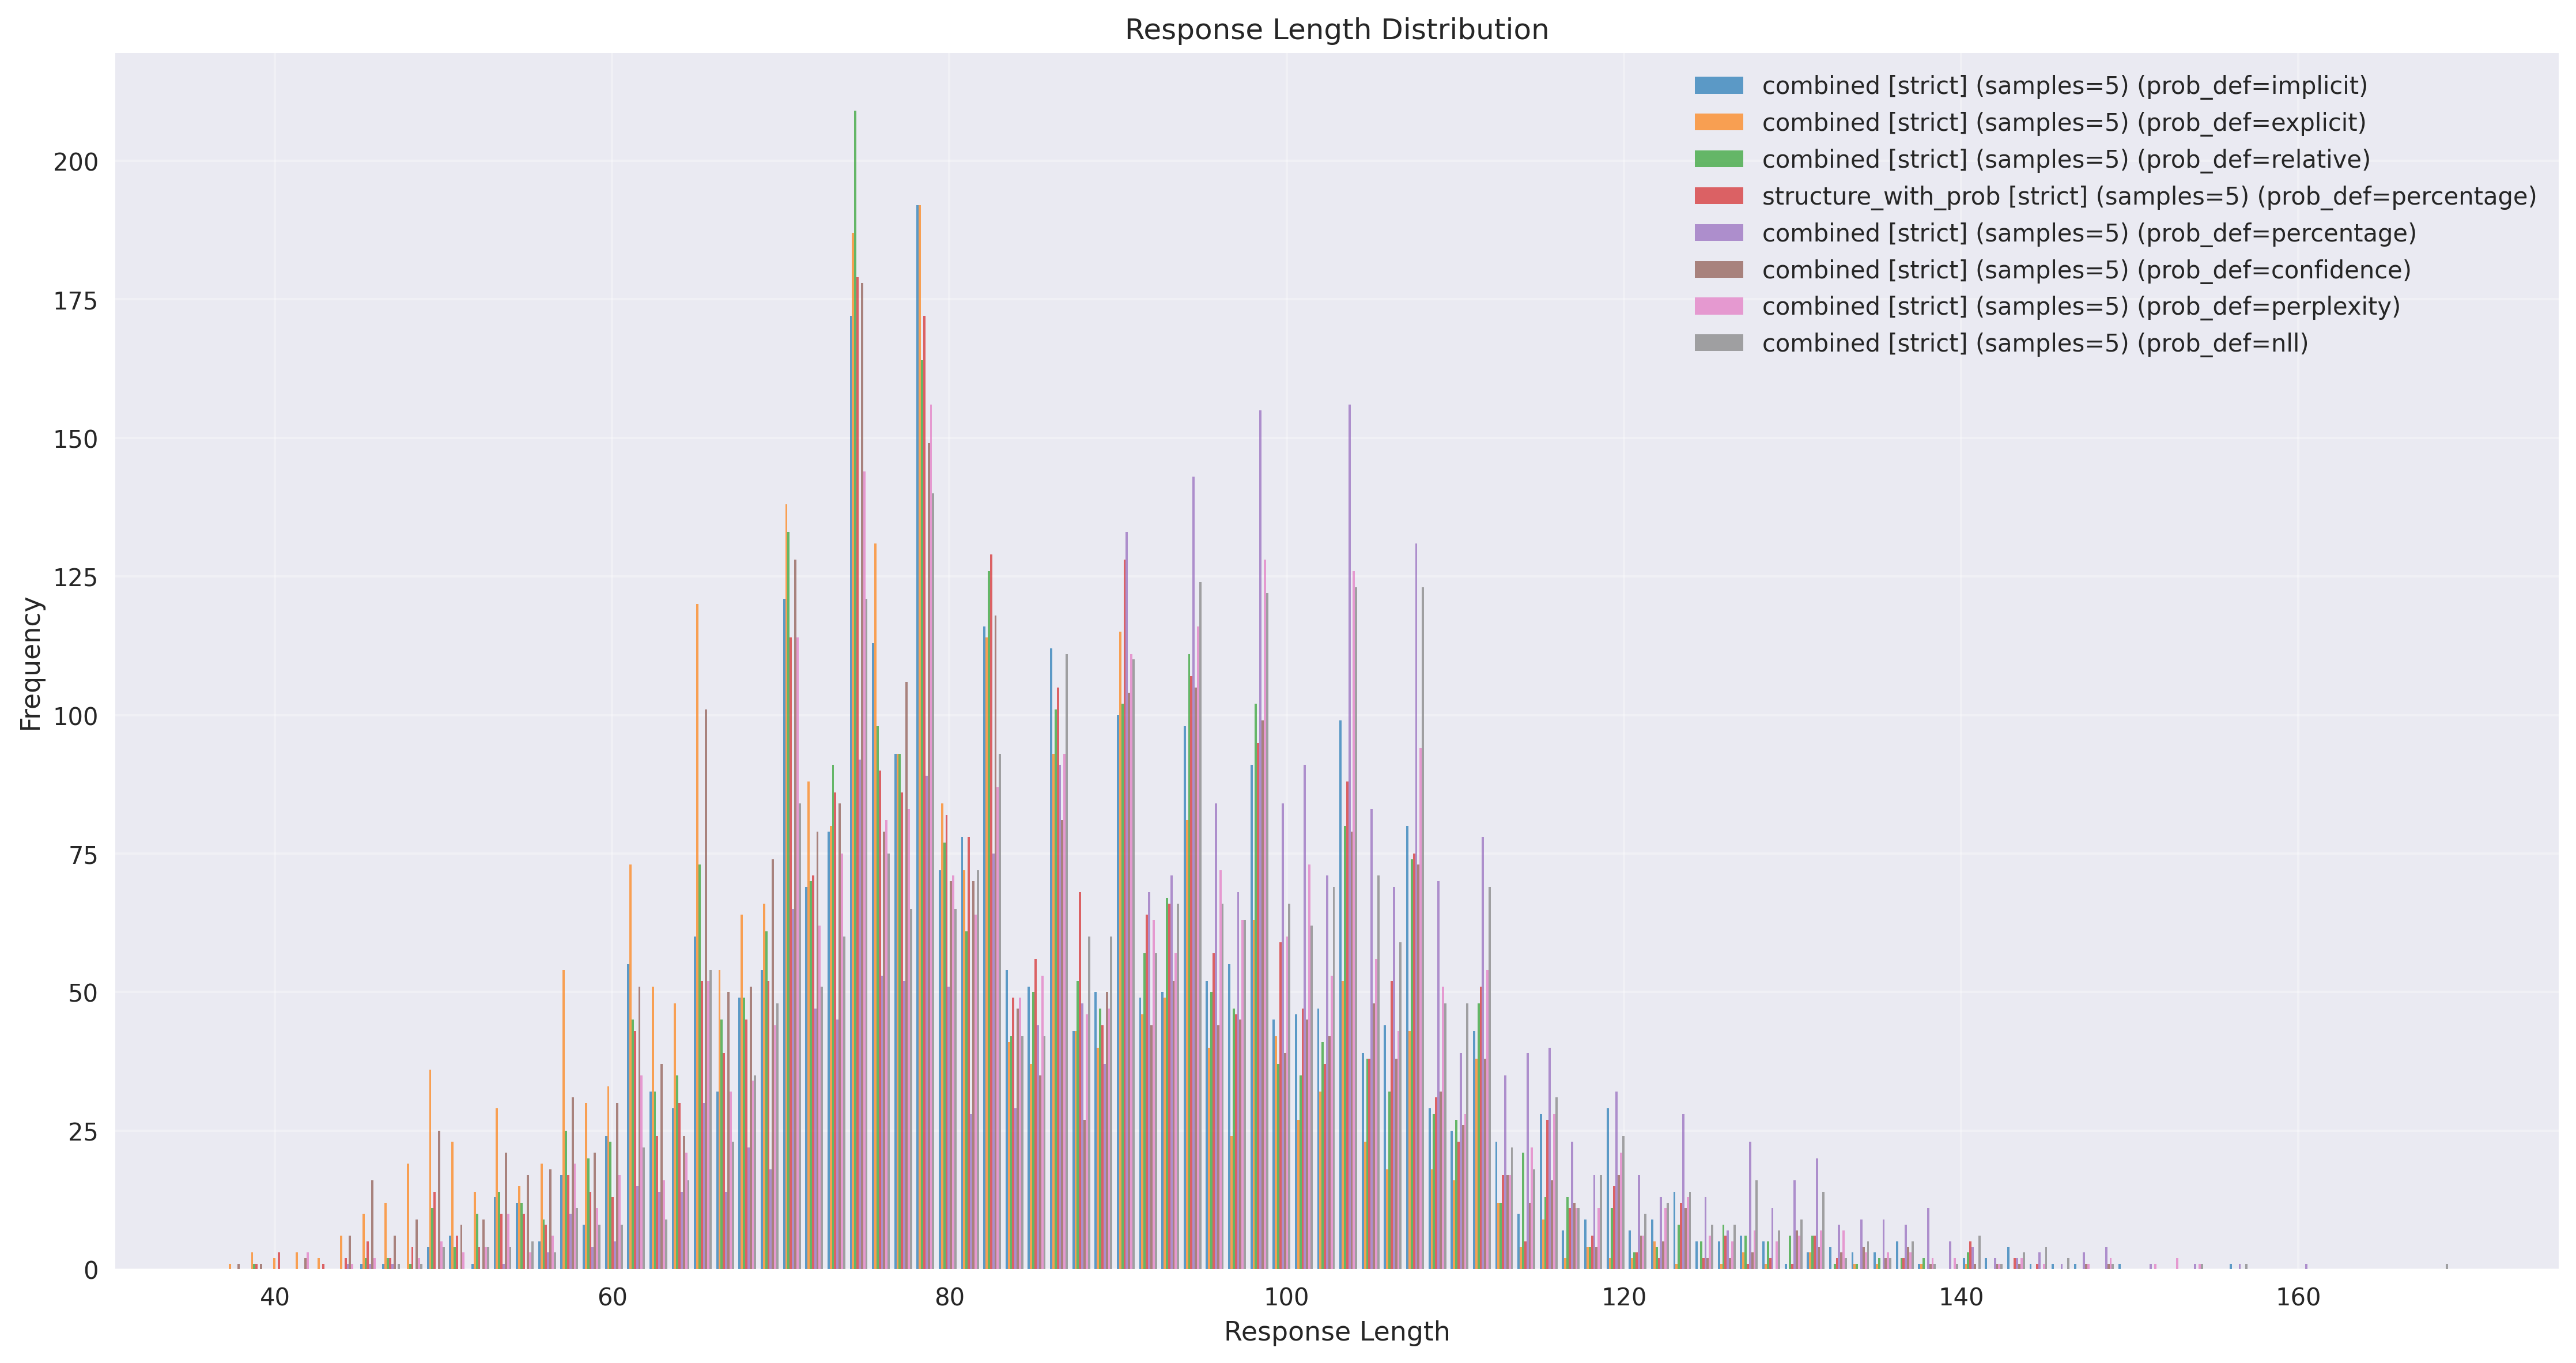 Response Length Distribution
combined [strict] (samples=5) (prob_def=implicit)
combined [strict] (samples=5) (prob_def=explicit)
combined [strict] (samples=5) (prob_def=relative)
structure_with_prob [strict] (samples=5) (prob_def=percentage)
combined [strict] (samples=5) (prob_def=percentage)
combined [strict] (samples=5) (prob_def=confidence)
combined [strict] (samples=5) (prob_def=perplexity)
combined [strict] (samples=5) (prob_def=nll)
Frequency
200
175
150
125
100
75
50
25
0
40 60 80 100 120 140 160
Response Length